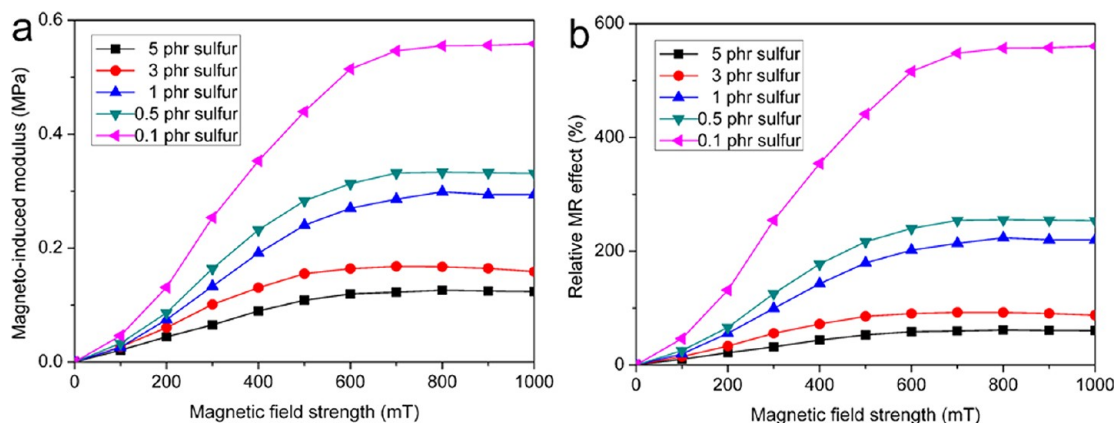 a
Magneto-induced modulus (MPa)
0.6
0.4
0.2
0.0
5 phr sulfur
3 phr sulfur
1 phr sulfur
0.5 phr sulfur
0.1 phr sulfur
0 200 400 600 800 1000
Magnetic field strength (mT)
b
Relative MR effect (%)
600
400
200
0
5 phr sulfur
3 phr sulfur
1 phr sulfur
0.5 phr sulfur
0.1 phr sulfur
0 200 400 600 800 1000
Magnetic field strength (mT)